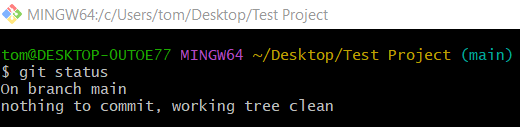 MINGW64:/c/Users/tom/Desktop/Test Project
tom@DESKTOP-OUTOE77 MINGW64 ~/Desktop/Test Project (main)
$ git status
On branch main
nothing to commit, working tree clean